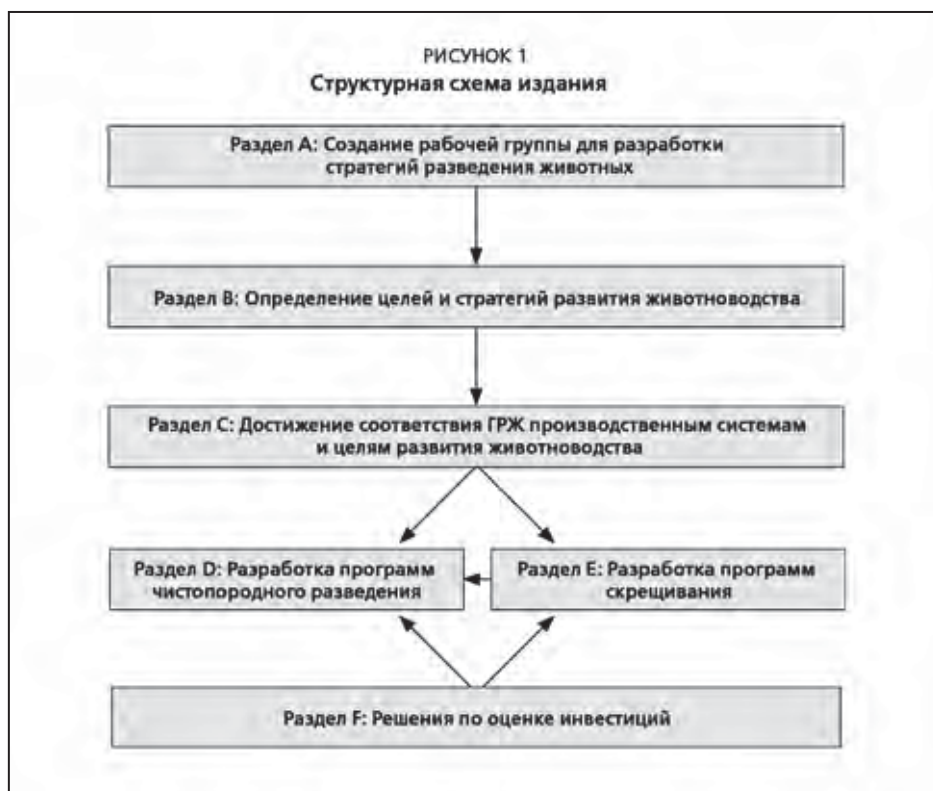 РИСУНОК 1
Структурная схема издания
Раздел A: Создание рабочей группы для разработки
стратегий разведения животных
Раздел B: Определение целей и стратегий развития животноводства
Раздел C: Достижение соответствия ГРЖ производственным системам
и целям развития животноводства
Раздел D: Разработка программ
чистопородного разведения
Раздел E: Разработка программ
скрещивания
Раздел F: Решения по оценке инвестиций